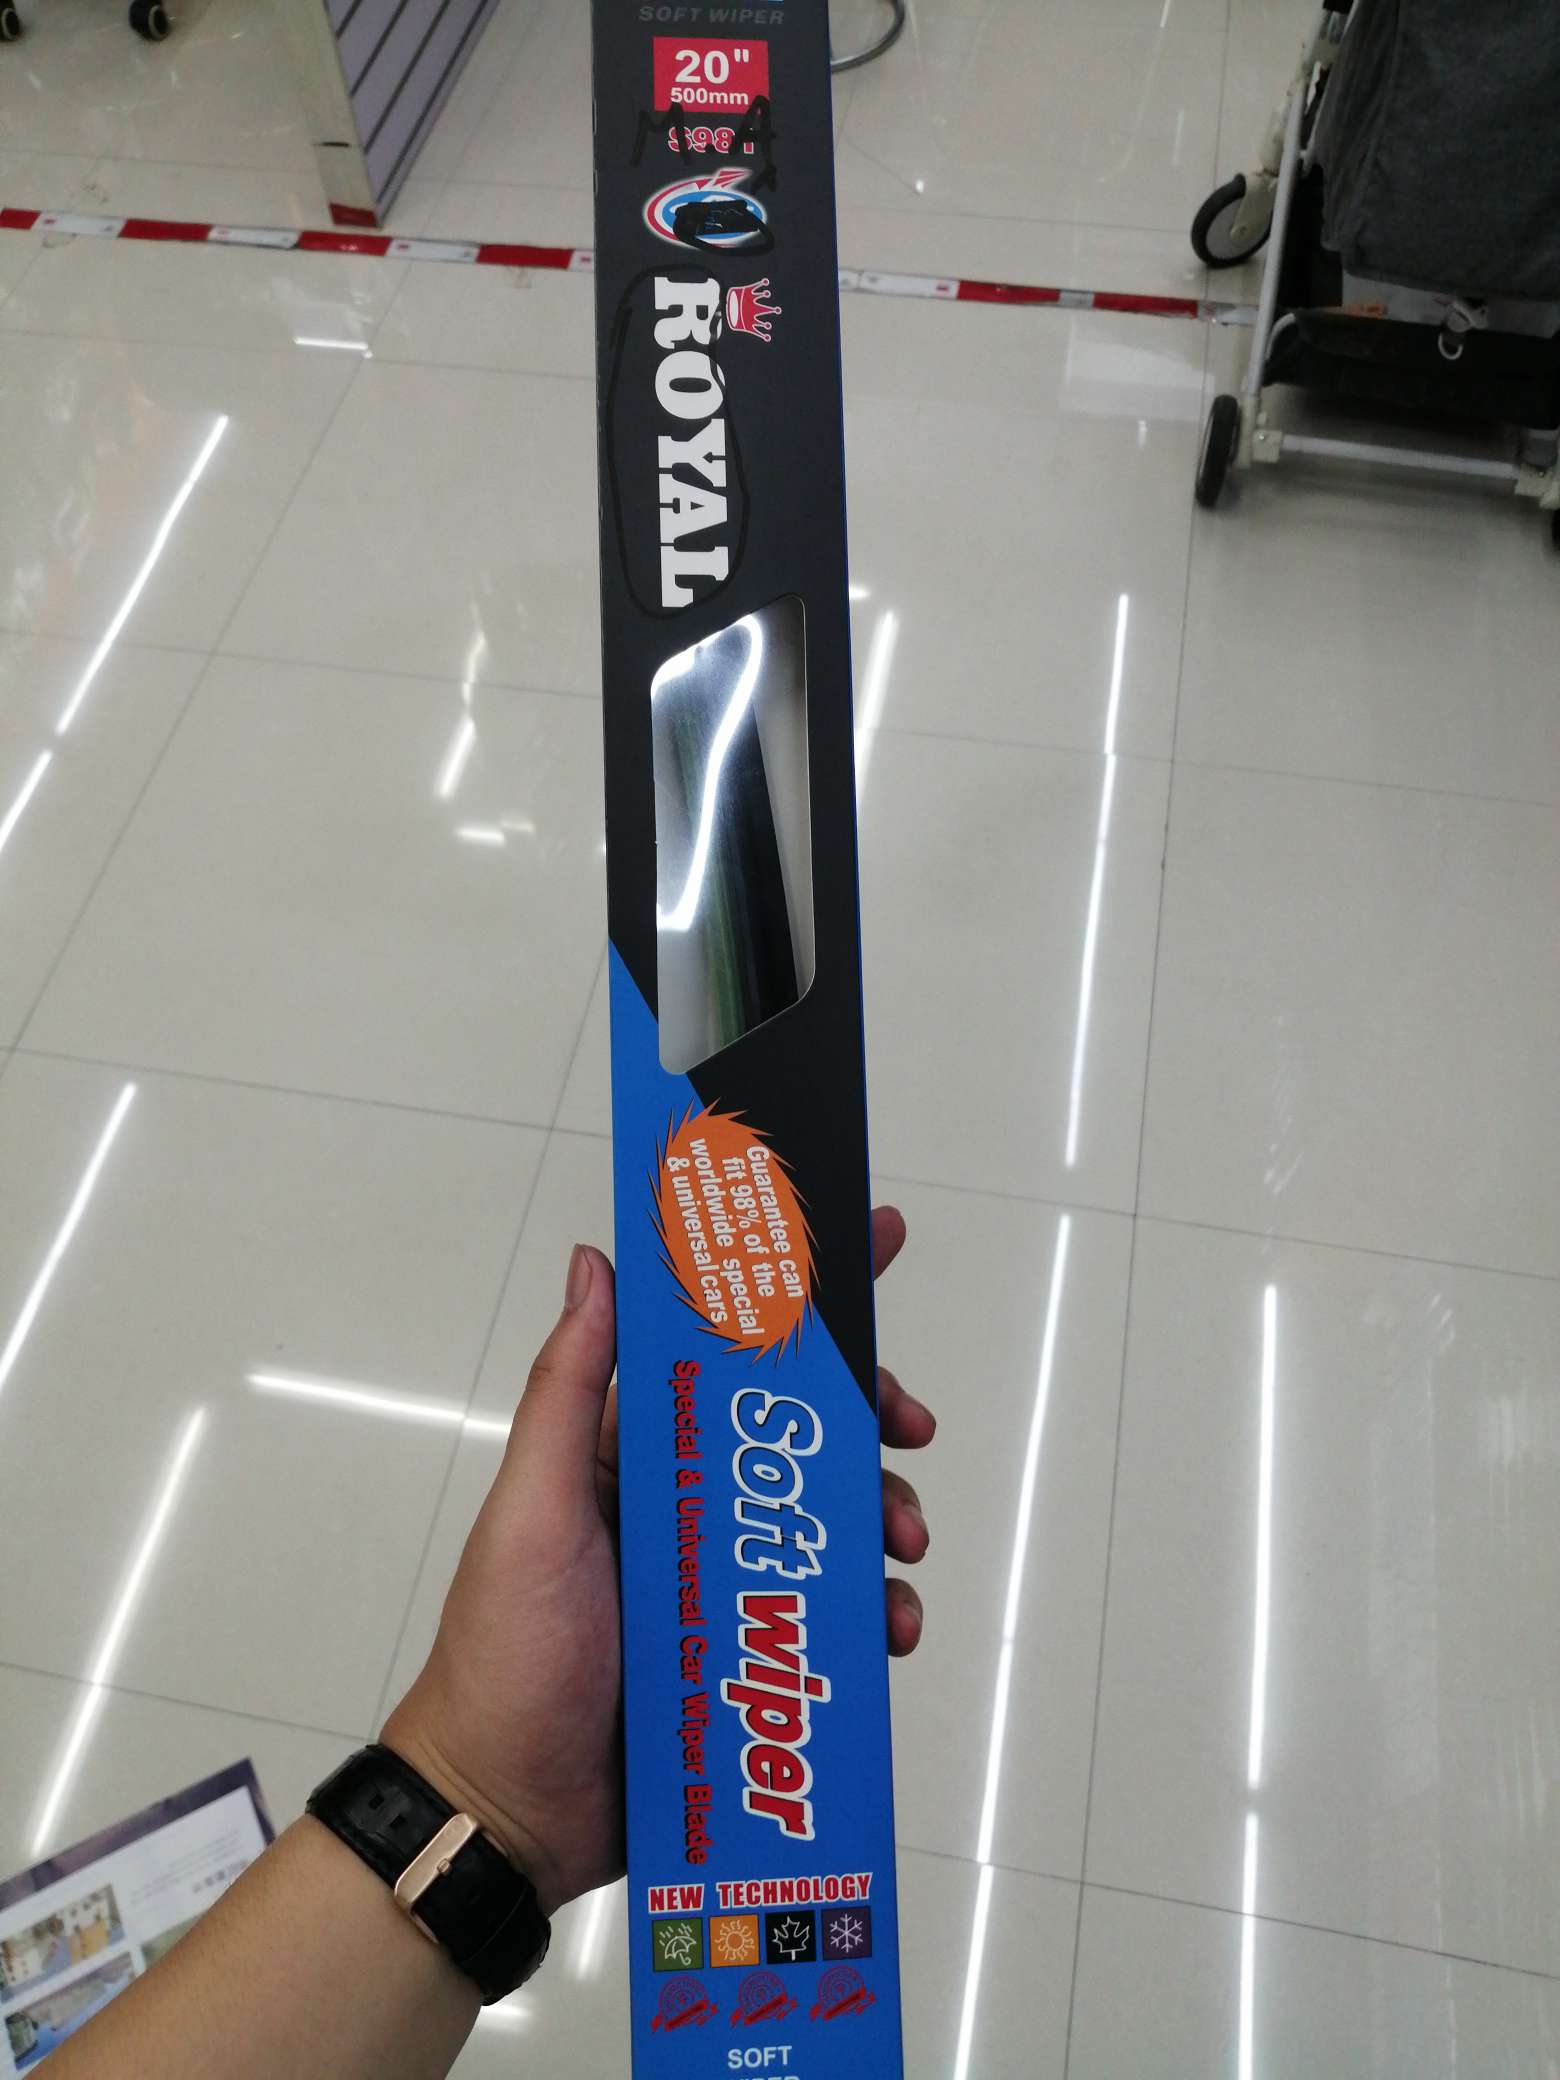 SOFT WIPER
20"
500mm
S981
ROYAL
Guarantee can
fit 98% of the
worldwide special
& universal cars
Soft wiper
Special & Universal Car Wiper Blade
NEW TECHNOLOGY
SOFT